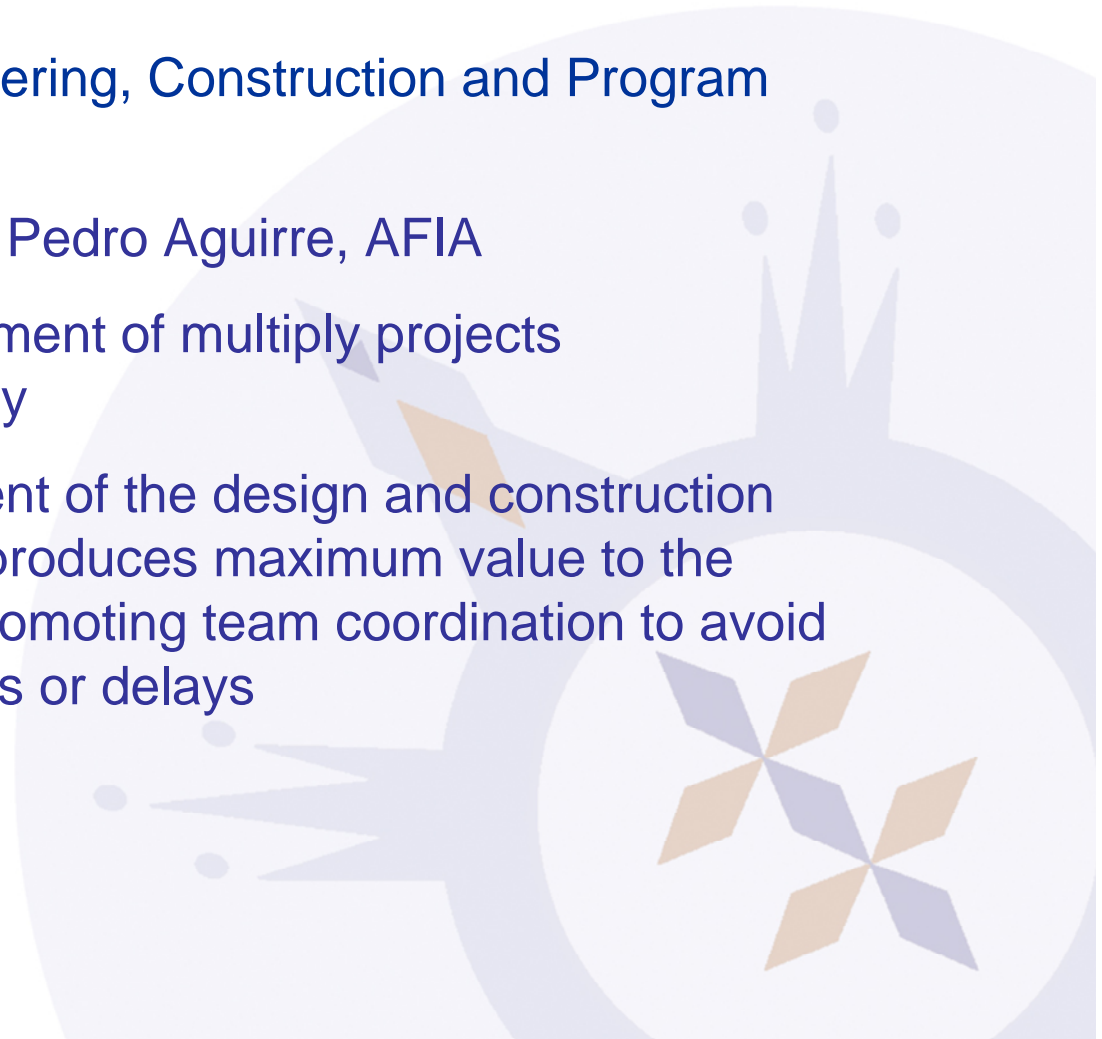 ering, Construction and Program
Pedro Aguirre, AFIA
ment of multiply projects
y
ent of the design and construction
produces maximum value to the
omoting team coordination to avoid
s or delays